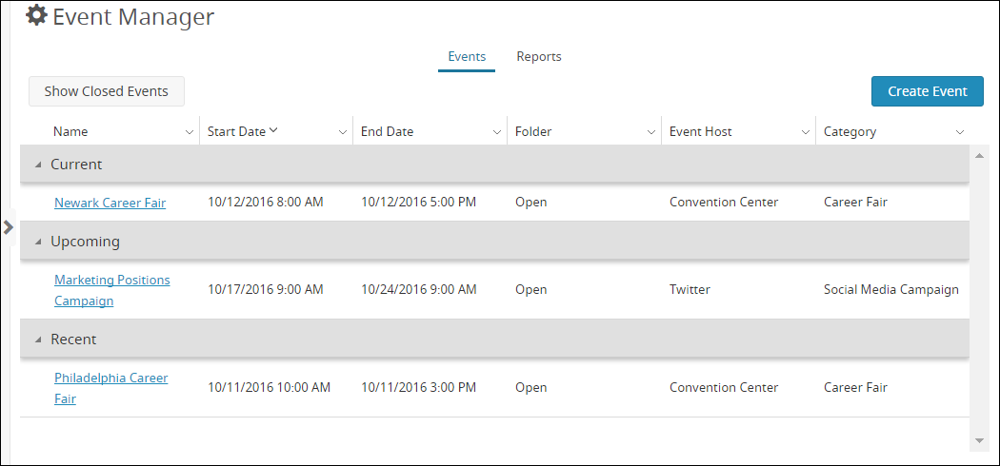 Event Manager
Events Reports
Show Closed Events Create Event
Name Start Date End Date Folder Event Host Category
Current
Newark Career Fair 10/12/2016 8:00 AM 10/12/2016 5:00 PM Open Convention Center Career Fair
Upcoming
Marketing Positions
Campaign 10/17/2016 9:00 AM 10/24/2016 9:00 AM Open Twitter Social Media Campaign
Recent
Philadelphia Career
Fair 10/11/2016 10:00 AM 10/11/2016 3:00 PM Open Convention Center Career Fair